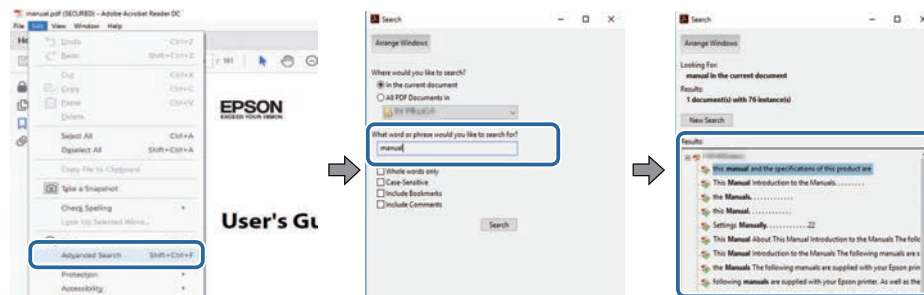 manual.pdf (SECURED) - Adobe Acrobat Reader DC
File Edit View Window Help
Undo Ctrl+Z
Redo Shift+Ctrl+Z
Cut Ctrl+X
Copy Ctrl+C
Paste Ctrl+V
Delete
Select All Ctrl+A
Deselect All Shift+Ctrl+A
Copy File to Clipboard
Take a Snapshot
Check Spelling
Look Up Selected Word...
Advanced Search Shift+Ctrl+F
Protection
Accessibility
/ 181
EPSON
EXCEED YOUR VISION
User's Gu
Search
Arrange Windows
Where would you like to search?
In the current document
All PDF Documents in
What word or phrase would you like to search for?
manual
Whole words only
Case-Sensitive
Include Bookmarks
Include Comments
Search
Search
Arrange Windows
Looking For:
manual in the current document
Results:
1 document(s) with 76 instance(s)
New Search
Results:
this manual and the specifications of this product are
This Manual Introduction to the Manuals. . . . . . . . .
the Manuals. . . . . . . . . . . .
this Manual. . . . . . . . . . . .
Settings Manually. . . . . . . . . . . . .22
This Manual About This Manual Introduction to the Manuals The follo
This Manual Introduction to the Manuals The following manuals are s
the Manuals The following manuals are supplied with your Epson prin
following manuals are supplied with your Epson printer. As well as the